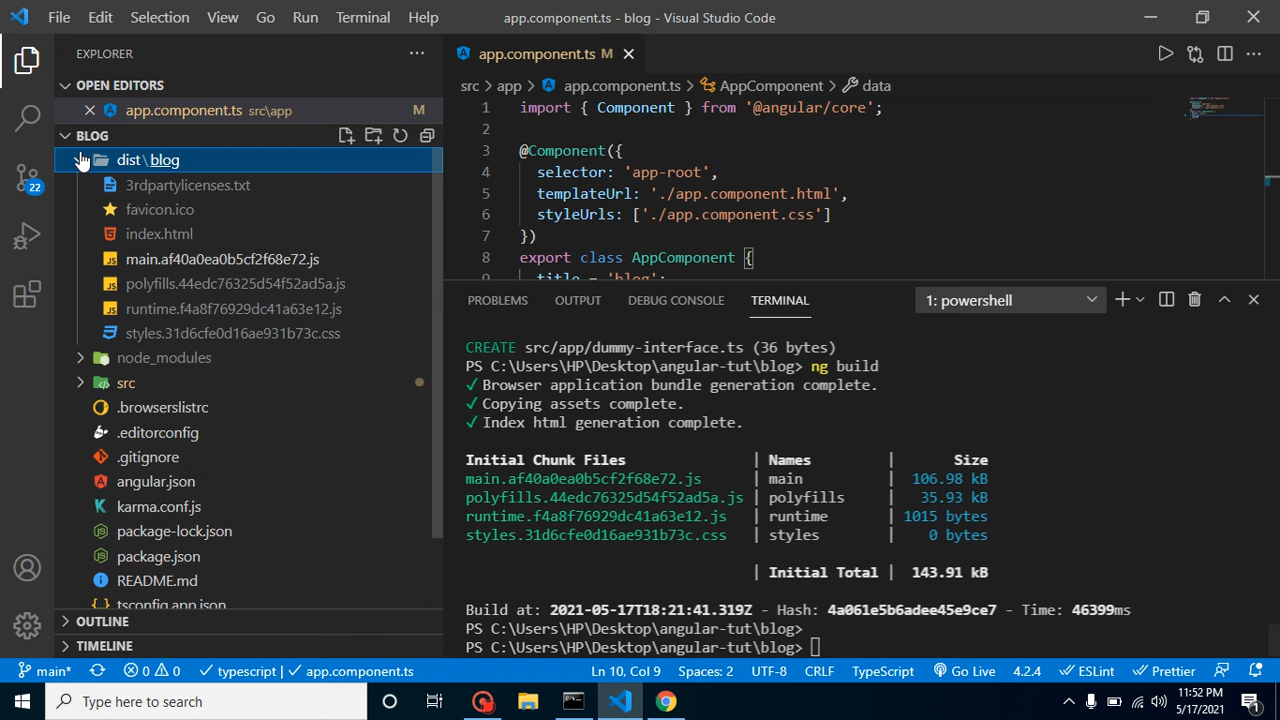 File Edit Selection View Go Run Terminal Help app.component.ts - blog - Visual Studio Code
EXPLORER
OPEN EDITORS
app.component.ts src\app M
BLOG
dist\blog
3rdpartylicenses.txt
favicon.ico
index.html
main.af40a0ea0b5cf2f68e72.js
polyfills.44edc76325d54f52ad5a.js
runtime.f4a8f76929dc41a63e12.js
styles.31d6cfe0d16ae931b73c.css
node_modules
src
.browserslistrc
.editorconfig
.gitignore
angular.json
karma.conf.js
package-lock.json
package.json
README.md
tsconfig.app.json
OUTLINE
TIMELINE
22
app.component.ts M
src > app > app.component.ts > AppComponent > data
1 import { Component } from '@angular/core';
2
3 @Component({
4 selector: 'app-root',
5 templateUrl: './app.component.html',
6 styleUrls: ['./app.component.css']
7 })
8 export class AppComponent {
9 title = 'blog';
PROBLEMS OUTPUT DEBUG CONSOLE TERMINAL 1: powershell
CREATE src/app/dummy-interface.ts (36 bytes)
PS C:\Users\HP\Desktop\angular-tut\blog> ng build
✓ Browser application bundle generation complete.
✓ Copying assets complete.
✓ Index html generation complete.
Initial Chunk Files | Names | Size
main.af40a0ea0b5cf2f68e72.js | main | 106.98 kB
polyfills.44edc76325d54f52ad5a.js | polyfills | 35.93 kB
runtime.f4a8f76929dc41a63e12.js | runtime | 1015 bytes
styles.31d6cfe0d16ae931b73c.css | styles | 0 bytes
| Initial Total | 143.91 kB
Build at: 2021-05-17T18:21:41.319Z - Hash: 4a061e5b6adee45e9ce7 - Time: 46399ms
PS C:\Users\HP\Desktop\angular-tut\blog>
PS C:\Users\HP\Desktop\angular-tut\blog>
main* 0 0 typescript | app.component.ts Ln 10, Col 9 Spaces: 2 UTF-8 CRLF TypeScript Go Live 4.2.4 ESLint Prettier
Type here to search
11:52 PM
5/17/2021
1